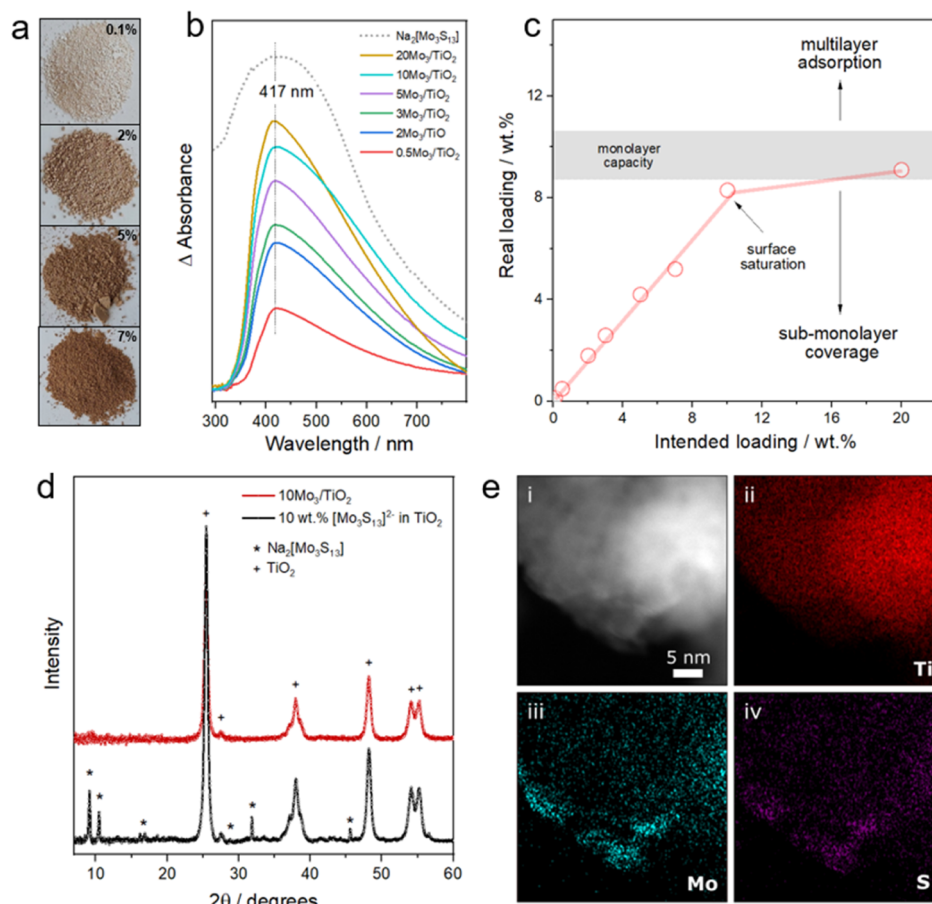 a
0.1%
2%
5%
7%
b
Na₂[Mo₃S₁₃]
20Mo₃/TiO₂
10Mo₃/TiO₂
5Mo₃/TiO₂
3Mo₃/TiO₂
2Mo₃/TiO
0.5Mo₃/TiO₂
417 nm
Δ Absorbance
300 400 500 600 700
Wavelength / nm
c
multilayer
adsorption
monolayer
capacity
surface
saturation
sub-monolayer
coverage
Real loading / wt.%
12
8
4
0
0 4 8 12 16 20
Intended loading / wt.%
d
10Mo₃/TiO₂
10 wt.% [Mo₃S₁₃]²⁻ in TiO₂
* Na₂[Mo₃S₁₃]
+ TiO₂
Intensity
10 20 30 40 50 60
2θ / degrees
e
i
5 nm
ii
Ti
iii
Mo
iv
S